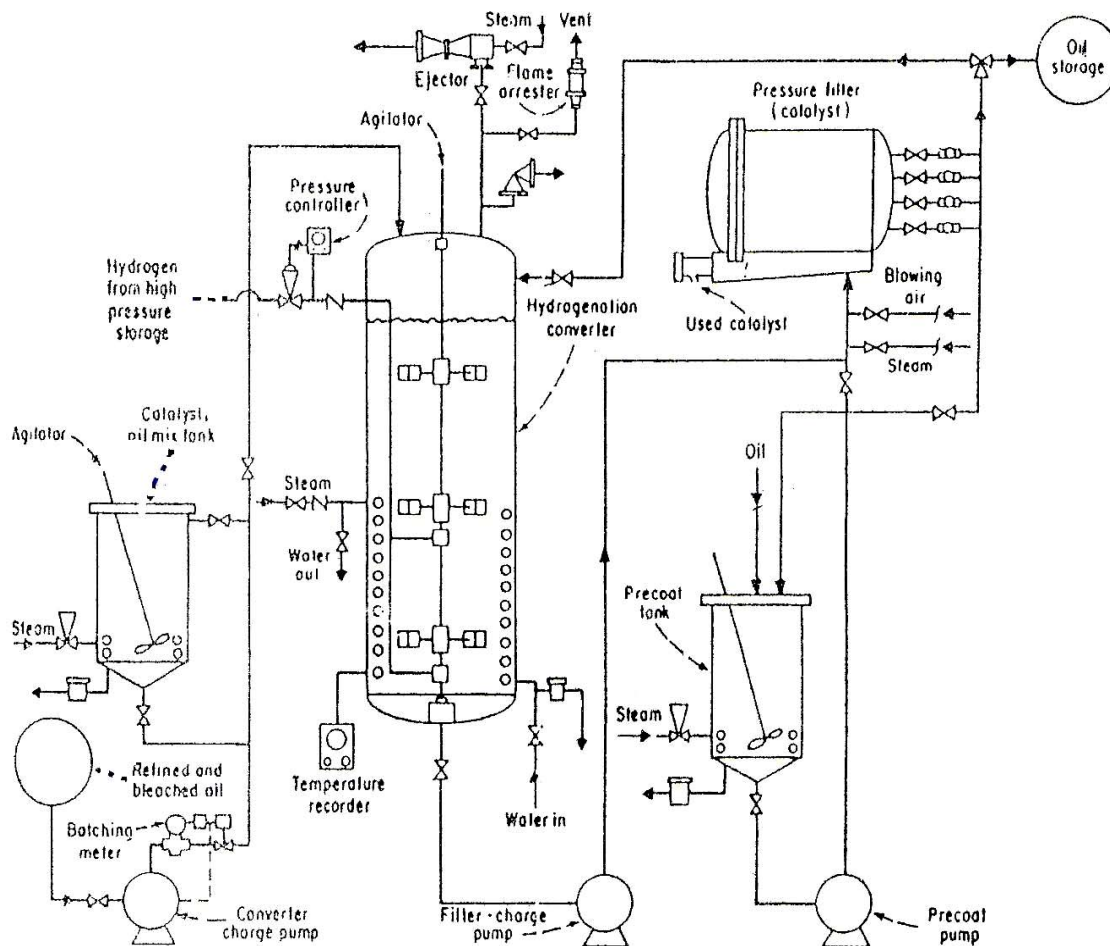 Steam
Vent
Ejector
Flame
arrester
Oil
storage
Pressure filter
(catalyst)
Agitator
Pressure
controller
Hydrogen
from high
pressure
storage
Hydrogenation
converter
Used catalyst
Blowing
air
Steam
Catalyst,
oil mix tank
Agitator
Steam
Water
out
Oil
Precoat
tank
Steam
Steam
Refined and
bleached oil
Temperature
recorder
Water in
Batching
meter
Converter
charge pump
Filter-charge
pump
Precoat
pump